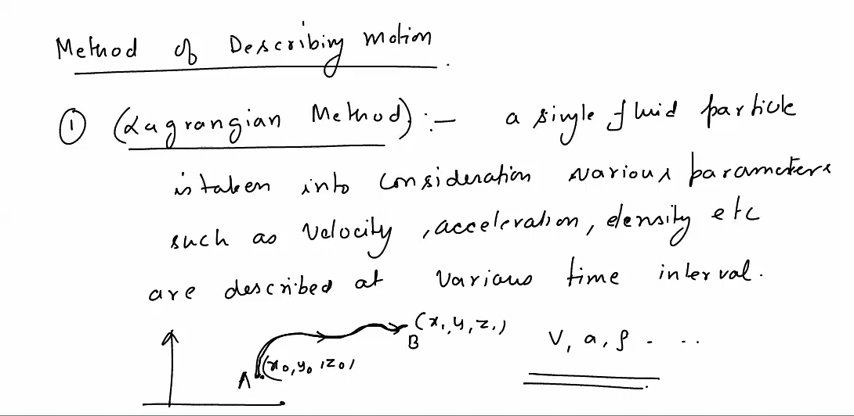 Method of Describing motion.
① (Lagrangian Method) :- a single fluid particle
is taken into consideration various parameters
such as velocity, acceleration, density etc
are described at various time interval.
(x, y, z,)
B
V, a, ρ - ...
A (x0, y0, z0)